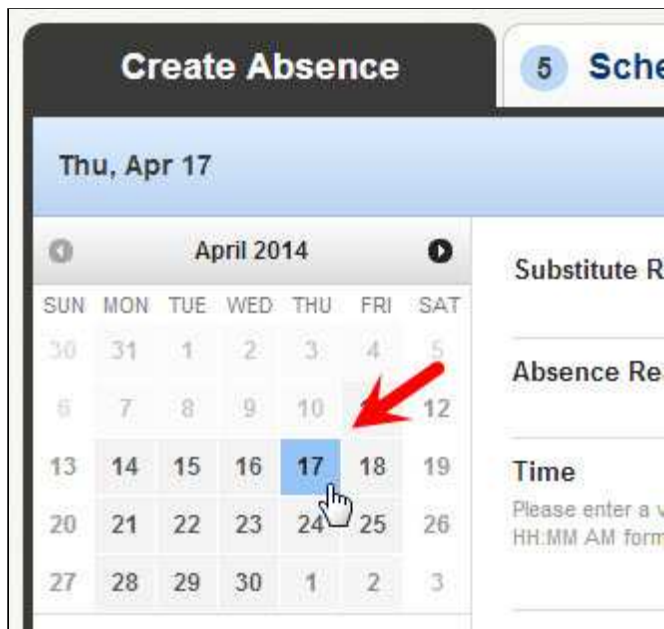 Create Absence
5 Sche
Thu, Apr 17
April 2014
SUN MON TUE WED THU FRI SAT
30 31 1 2 3 4 5
6 7 8 9 10 12
13 14 15 16 17 18 19
20 21 22 23 24 25 26
27 28 29 30 1 2 3
Substitute R
Absence Re
Time
Please enter a v
HH:MM AM form